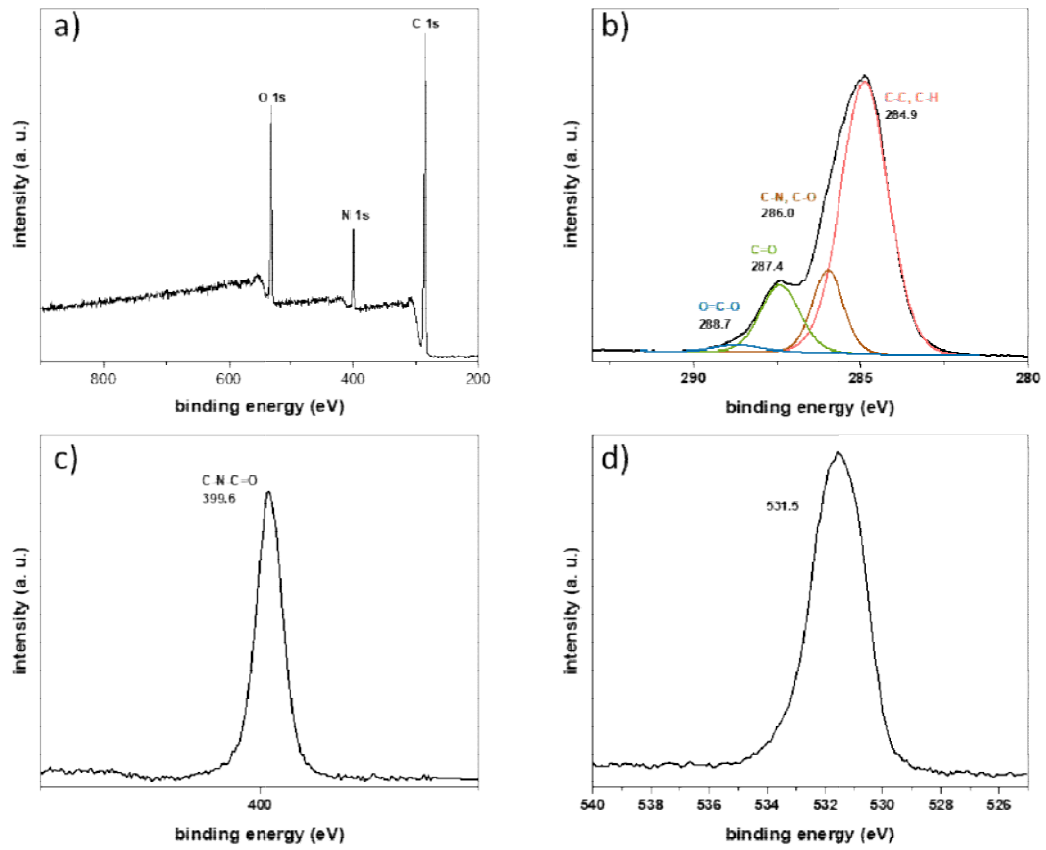 a)
C 1s
O 1s
N 1s
intensity (a. u.)
800
600
400
200
binding energy (eV)
b)
C-C, C-H
284.9
C-N, C-O
286.0
C=O
287.4
O=C-O
288.7
intensity (a. u.)
290
285
280
binding energy (eV)
c)
C-N-C=O
399.6
intensity (a. u.)
400
binding energy (eV)
d)
531.5
intensity (a. u.)
540
538
536
534
532
530
528
526
binding energy (eV)